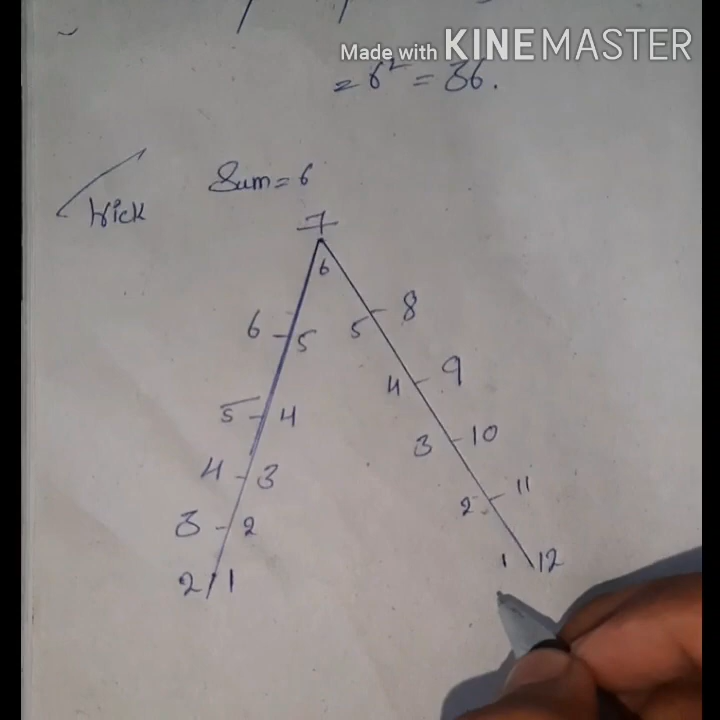 Made with KINEMASTER
= 6² = 36.
Trick
Sum = 6
7
6
6 5 5 8
5 4 4 9
4 3 3 10
3 2 2 11
2 1 1 12